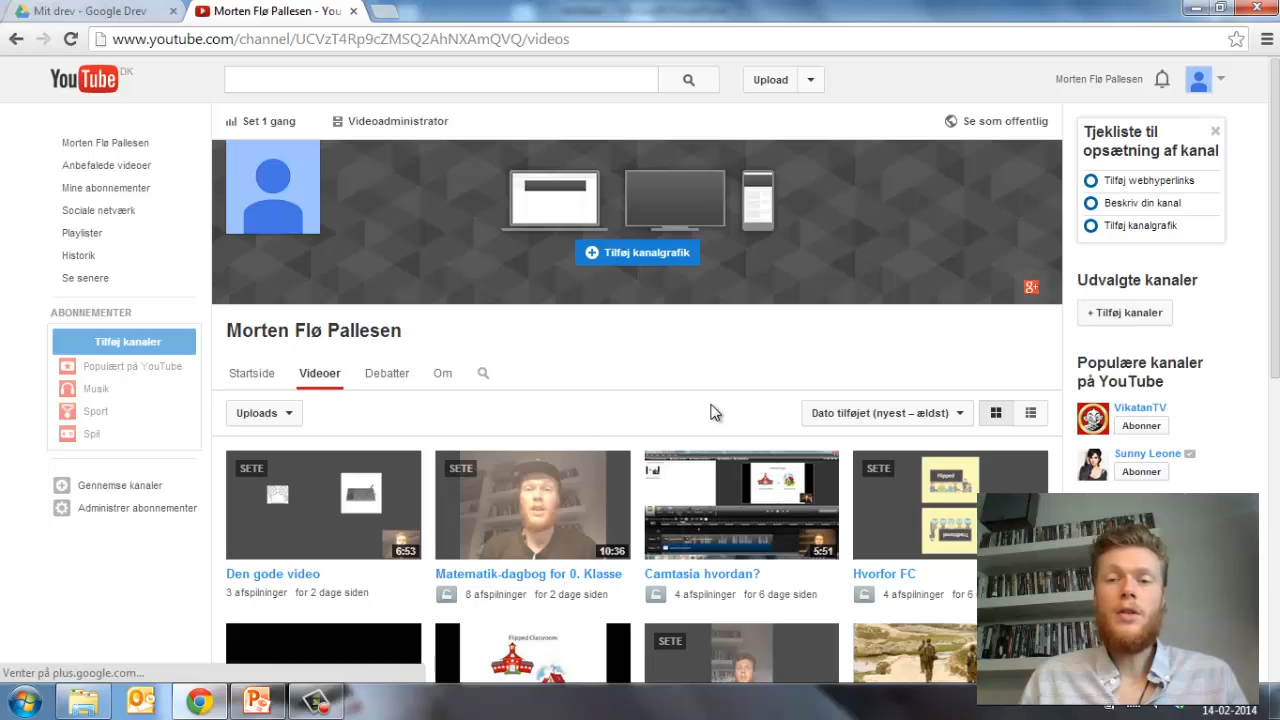 Mit drev - Google Drev
Morten Flø Pallesen - You
www.youtube.com/channel/UCVzT4Rp9cZMSQ2AhNXAmQVQ/videos
YouTube DK
Upload
Morten Flø Pallesen
Set 1 gang
Videoadministrator
Se som offentlig
Morten Flø Pallesen
Anbefalede videoer
Mine abonnementer
Sociale netværk
Playlister
Historik
Se senere
ABONNEMENTER
Tilføj kanaler
Populært på YouTube
Musik
Sport
Spil
Gennemse kanaler
Administrer abonnementer
Tilføj kanalgrafik
g+
Morten Flø Pallesen
Startside
Videoer
Debatter
Om
Uploads
Dato tilføjet (nyest – ældst)
SETE
6:53
Den gode video
3 afspilninger for 2 dage siden
SETE
10:36
Matematik-dagbog for 0. Klasse
8 afspilninger for 2 dage siden
5:51
Camtasia hvordan?
4 afspilninger for 6 dage siden
SETE
Flipped
Traditionel
Hvorfor FC
4 afspilninger for 6
Flipped Classroom
SETE
Tjekliste til
opsætning af kanal
Tilføj webhyperlinks
Beskriv din kanal
Tilføj kanalgrafik
Udvalgte kanaler
+ Tilføj kanaler
Populære kanaler
på YouTube
VikatanTV
Abonner
Sunny Leone
Abonner
Venter på plus.google.com...
14-02-2014